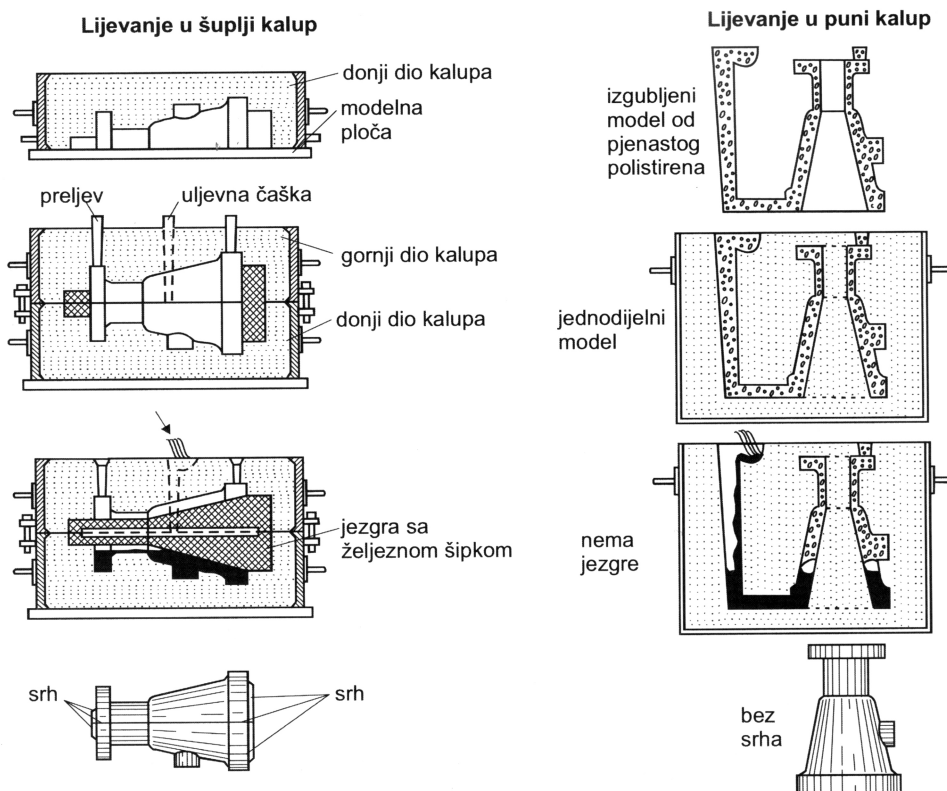 Lijevanje u šuplji kalup
donji dio kalupa
modelna
ploča
preljev
uljevna čaška
gornji dio kalupa
donji dio kalupa
jezgra sa
željeznom šipkom
srh
srh
Lijevanje u puni kalup
izgubljeni
model od
pjenastog
polistirena
jednodijelni
model
nema
jezgre
bez
srha